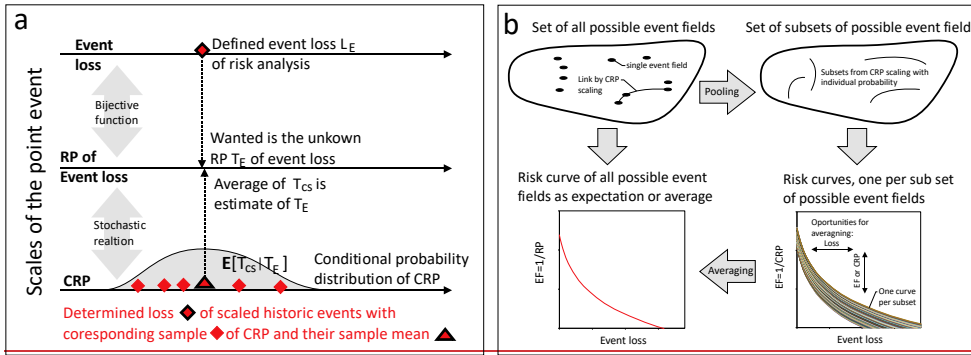 a
Scales of the point event
Event
loss
Defined event loss LE
of risk analysis
Bijective
function
Wanted is the unkown
RP TE of event loss
RP of
Event loss
Average of Tcs is
estimate of TE
Stochastic
realtion
E[Tcs|TE]
Conditional probability
distribution of CRP
CRP
Determined loss of scaled historic events with
coresponding sample of CRP and their sample mean
b
Set of all possible event fields
single event field
Link by CRP
scaling
Pooling
Set of subsets of possible event field
Subsets from CRP scaling with
individual probability
Risk curve of all possible event
fields as expectation or average
EF=1/RP
Event loss
Averaging
Risk curves, one per sub set
of possible event fields
Oportunities for
averagning:
Loss
EF or CRP
One curve
per subset
EF=1/CRP
Event loss